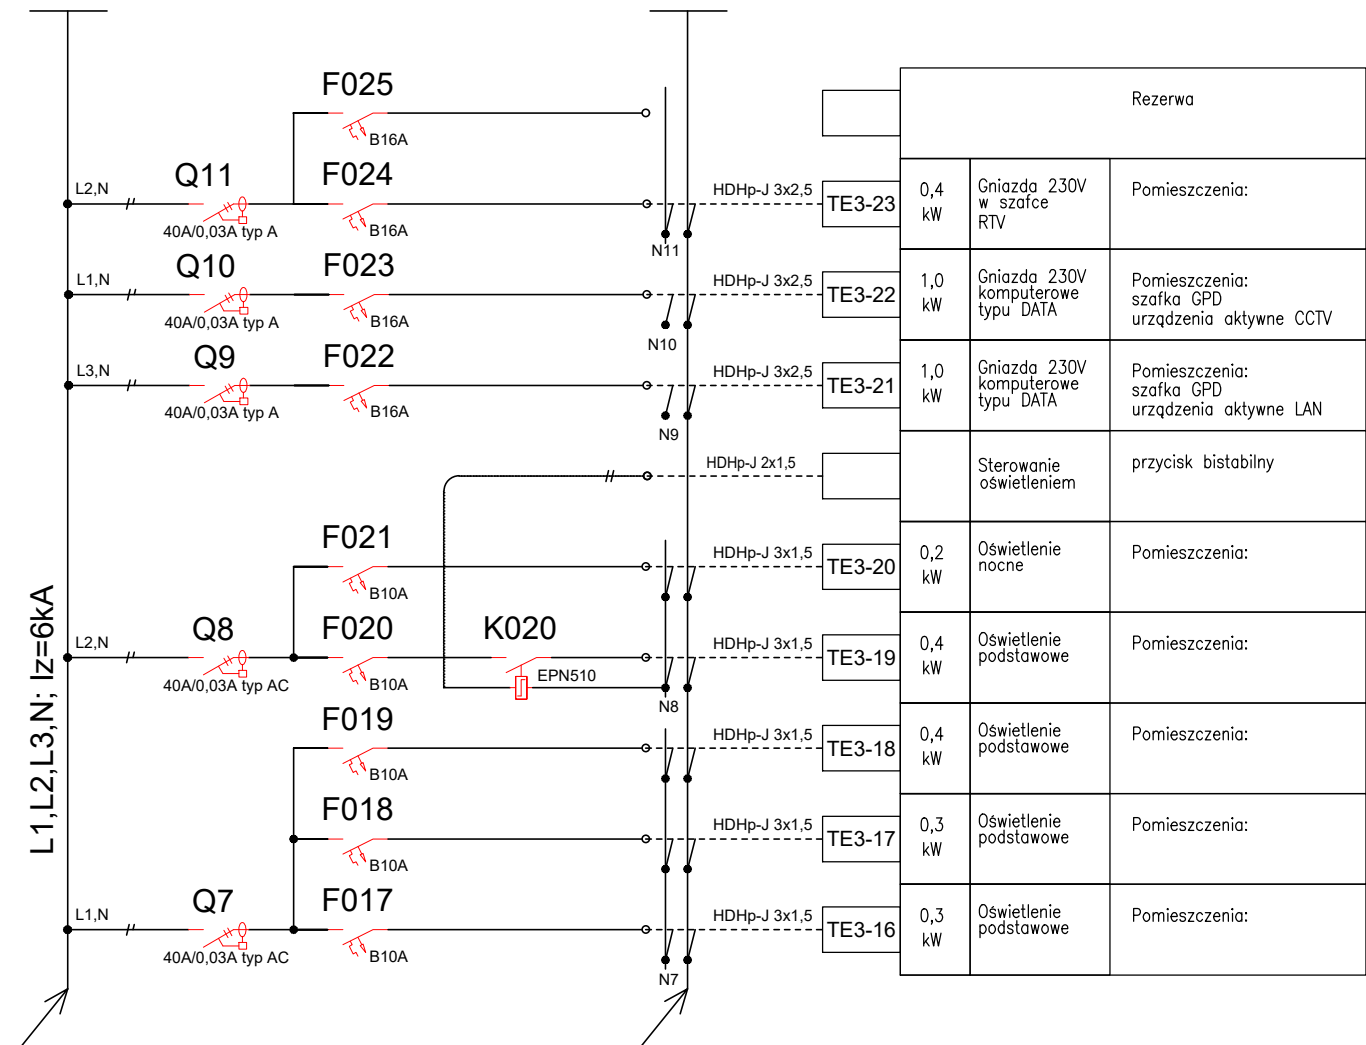 F025
B16A
Rezerwa
Q11
L2,N
40A/0,03A typ A
F024
B16A
N11
HDHp-J 3x2,5
TE3-23
0,4
kW
Gniazda 230V
w szafce
RTV
Pomieszczenia:
Q10
L1,N
40A/0,03A typ A
F023
B16A
N10
HDHp-J 3x2,5
TE3-22
1,0
kW
Gniazda 230V
komputerowe
typu DATA
Pomieszczenia:
szafka GPD
urządzenia aktywne CCTV
Q9
L3,N
40A/0,03A typ A
F022
B16A
N9
HDHp-J 3x2,5
TE3-21
1,0
kW
Gniazda 230V
komputerowe
typu DATA
Pomieszczenia:
szafka GPD
urządzenia aktywne LAN
HDHp-J 2x1,5
Sterowanie
oświetleniem
przycisk bistabilny
F021
B10A
HDHp-J 3x1,5
TE3-20
0,2
kW
Oświetlenie
nocne
Pomieszczenia:
L1,L2,L3,N; Iz=6kA
Q8
L2,N
40A/0,03A typ AC
F020
B10A
K020
EPN510
N8
HDHp-J 3x1,5
TE3-19
0,4
kW
Oświetlenie
podstawowe
Pomieszczenia:
F019
B10A
HDHp-J 3x1,5
TE3-18
0,4
kW
Oświetlenie
podstawowe
Pomieszczenia:
F018
B10A
HDHp-J 3x1,5
TE3-17
0,3
kW
Oświetlenie
podstawowe
Pomieszczenia:
Q7
L1,N
40A/0,03A typ AC
F017
B10A
N7
HDHp-J 3x1,5
TE3-16
0,3
kW
Oświetlenie
podstawowe
Pomieszczenia: